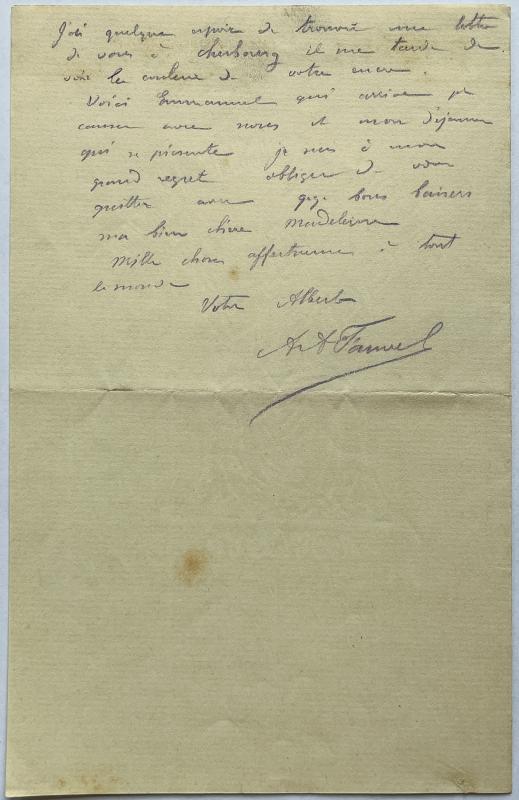 J'ai quelque espoir de trouver une lettre
de vous à Cherbourg il me tarde de
voir la couleur de votre encre.
Voici Emmanuel qui arrive pr
causer avec nous et mon déjeuner
qui se présente je suis à mon
grand regret obligé de vous
quitter avec qq. bons baisers
ma bien chère Madeleine
Mille choses affectueuses à tout
le monde
Votre Albert
Fauvel